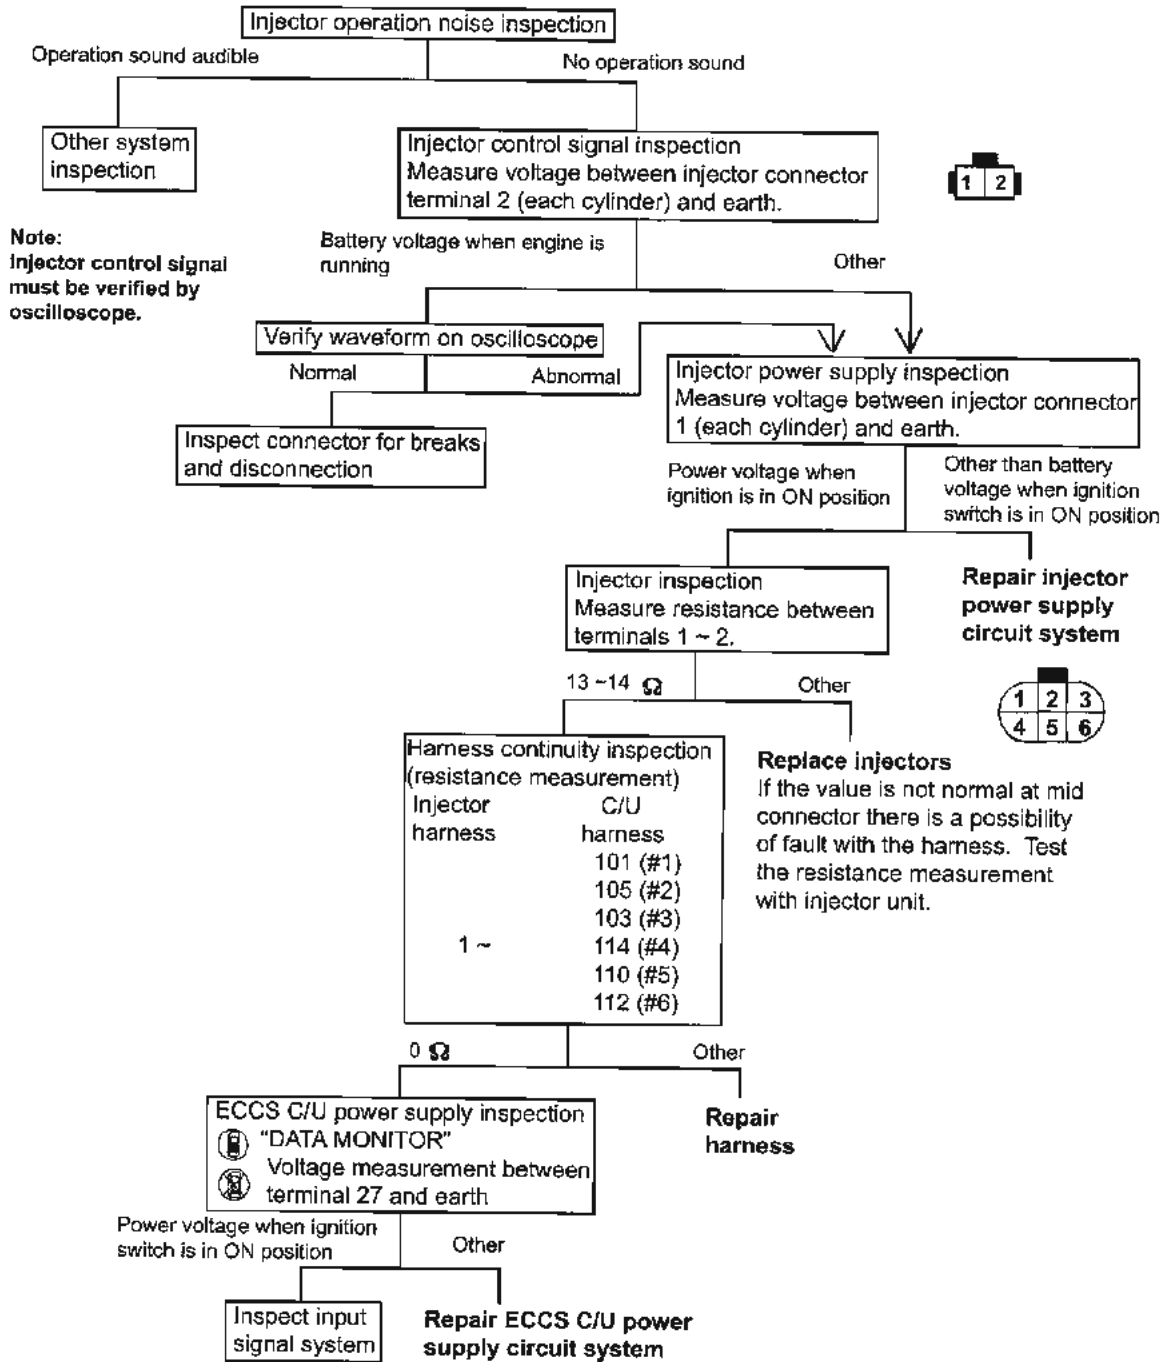 Injector operation noise inspection
Operation sound audible
No operation sound
Other system
inspection
Injector control signal inspection
Measure voltage between injector connector
terminal 2 (each cylinder) and earth.
1 2
Note:
Injector control signal
must be verified by
oscilloscope.
Battery voltage when engine is
running
Other
Verify waveform on oscilloscope
Normal
Abnormal
Injector power supply inspection
Measure voltage between injector connector
1 (each cylinder) and earth.
Inspect connector for breaks
and disconnection
Power voltage when
ignition is in ON position
Other than battery
voltage when ignition
switch is in ON position
Injector inspection
Measure resistance between
terminals 1 ~ 2.
Repair injector
power supply
circuit system
13 ~14 Ω
Other
1 2 3
4 5 6
Harness continuity inspection
(resistance measurement)
Injector
harness
C/U
harness
101 (#1)
105 (#2)
103 (#3)
1 ~ 114 (#4)
110 (#5)
112 (#6)
Replace injectors
If the value is not normal at mid
connector there is a possibility
of fault with the harness. Test
the resistance measurement
with injector unit.
0 Ω
Other
ECCS C/U power supply inspection
"DATA MONITOR"
Voltage measurement between
terminal 27 and earth
Repair
harness
Power voltage when ignition
switch is in ON position
Other
Inspect input
signal system
Repair ECCS C/U power
supply circuit system